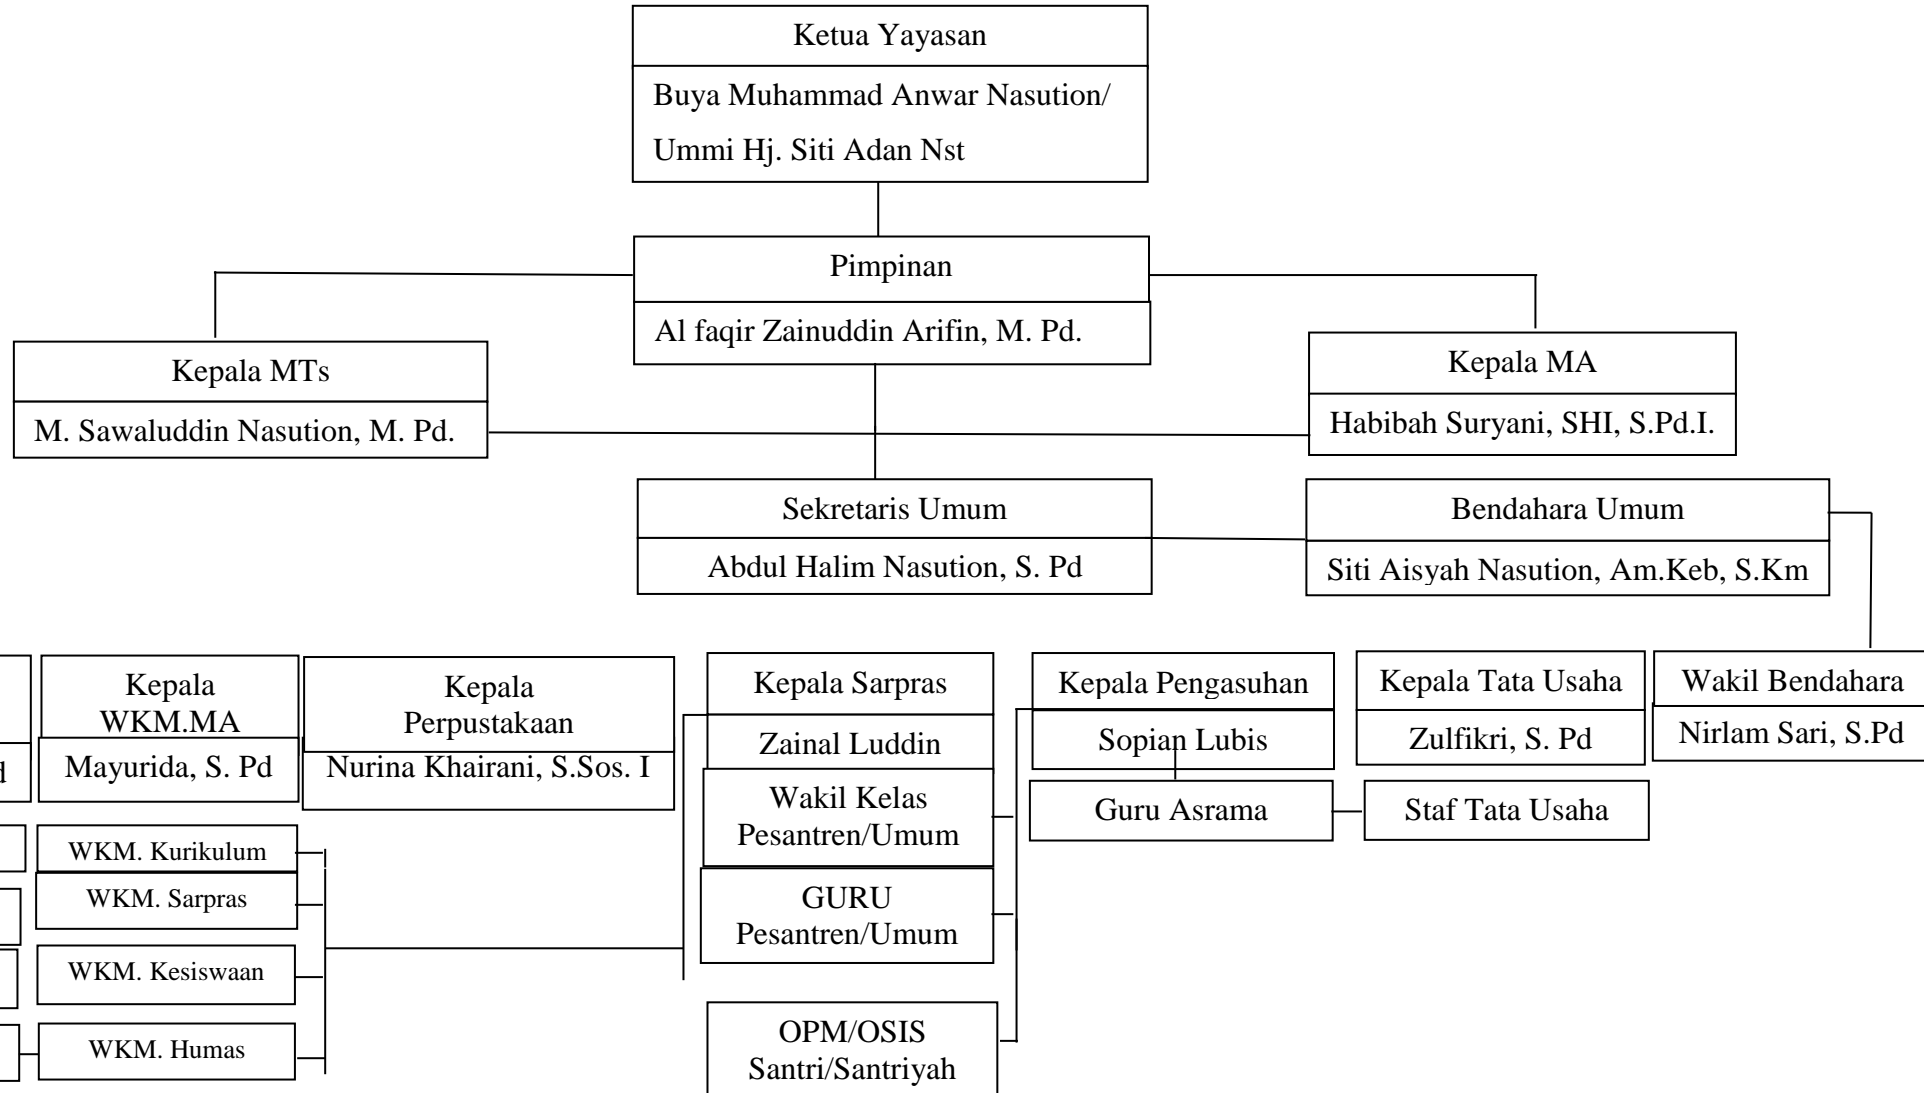 Ketua Yayasan
Buya Muhammad Anwar Nasution/
Ummi Hj. Siti Adan Nst
Pimpinan
Al faqir Zainuddin Arifin, M. Pd.
Kepala MTs
M. Sawaluddin Nasution, M. Pd.
Kepala MA
Habibah Suryani, SHI, S.Pd.I.
Sekretaris Umum
Abdul Halim Nasution, S. Pd
Bendahara Umum
Siti Aisyah Nasution, Am.Keb, S.Km
Kepala
WKM.MA
Mayurida, S. Pd
Kepala
Perpustakaan
Nurina Khairani, S.Sos. I
Kepala Sarpras
Zainal Luddin
Kepala Pengasuhan
Sopian Lubis
Kepala Tata Usaha
Zulfikri, S. Pd
Wakil Bendahara
Nirlam Sari, S.Pd
Wakil Kelas
Pesantren/Umum
Guru Asrama
Staf Tata Usaha
WKM. Kurikulum
WKM. Sarpras
GURU
Pesantren/Umum
WKM. Kesiswaan
WKM. Humas
OPM/OSIS
Santri/Santriyah